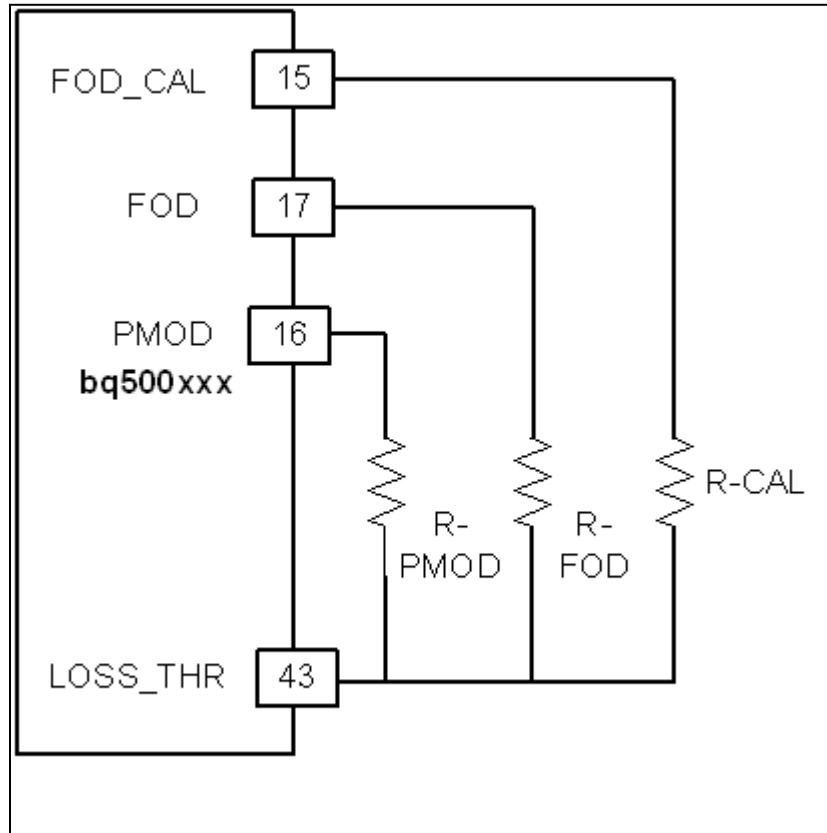 FOD_CAL
15
FOD
17
PMOD
16
bq500xxx
R-CAL
R-
PMOD
R-
FOD
LOSS_THR
43